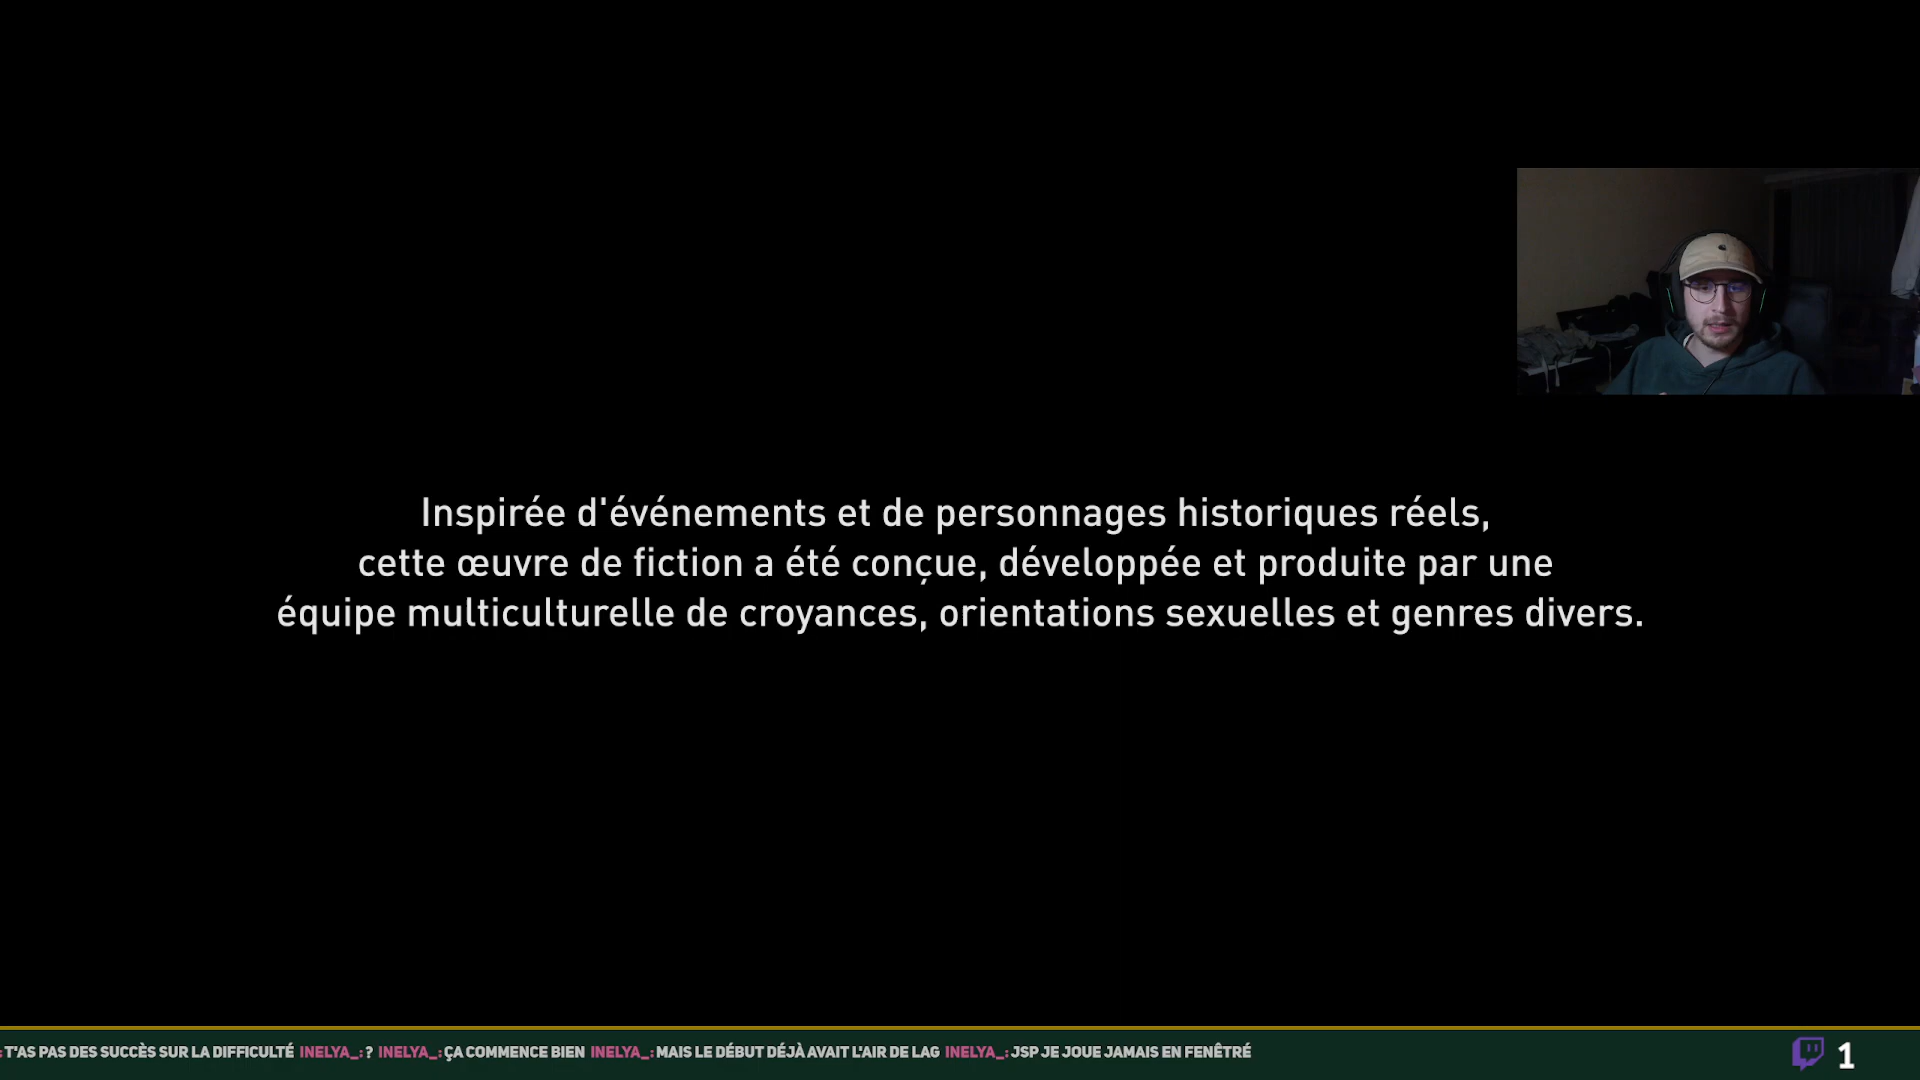 Inspirée d'événements et de personnages historiques réels,
cette œuvre de fiction a été conçue, développée et produite par une
équipe multiculturelle de croyances, orientations sexuelles et genres divers.
: T'AS PAS DES SUCCÈS SUR LA DIFFICULTÉ INELYA_: ? INELYA_: ÇA COMMENCE BIEN INELYA_: MAIS LE DÉBUT DÉJÀ AVAIT L'AIR DE LAG INELYA_: JSP JE JOUE JAMAIS EN FENÊTRÉ
1